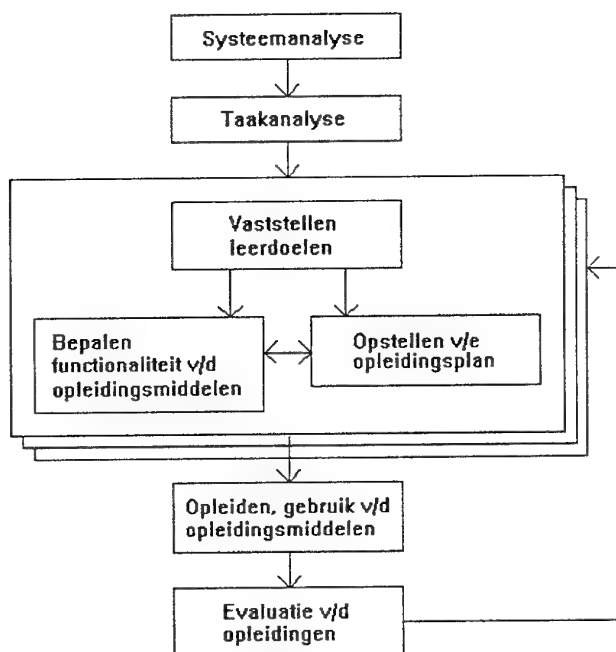 Systeemanalyse
Taakanalyse
Vaststellen
leerdoelen
Bepalen
functionaliteit v/d
opleidingsmiddelen
Opstellen v/e
opleidingsplan
Opleiden, gebruik v/d
opleidingsmiddelen
Evaluatie v/d
opleidingen